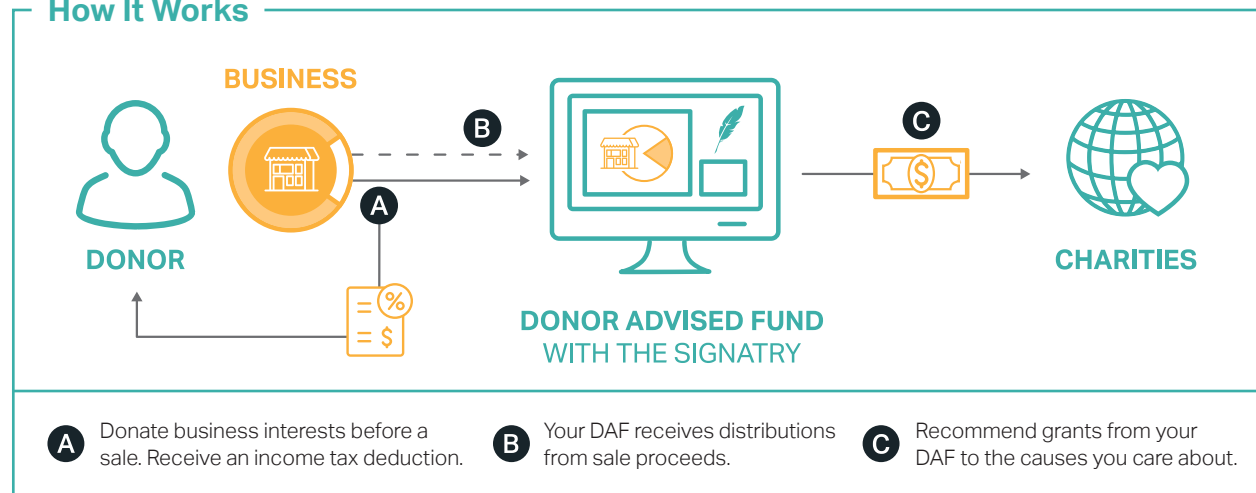 How It Works
BUSINESS
B
C
A
DONOR
CHARITIES
%
= $
$
DONOR ADVISED FUND
WITH THE SIGNATRY
A Donate business interests before a
sale. Receive an income tax deduction.
B Your DAF receives distributions
from sale proceeds.
C Recommend grants from your
DAF to the causes you care about.